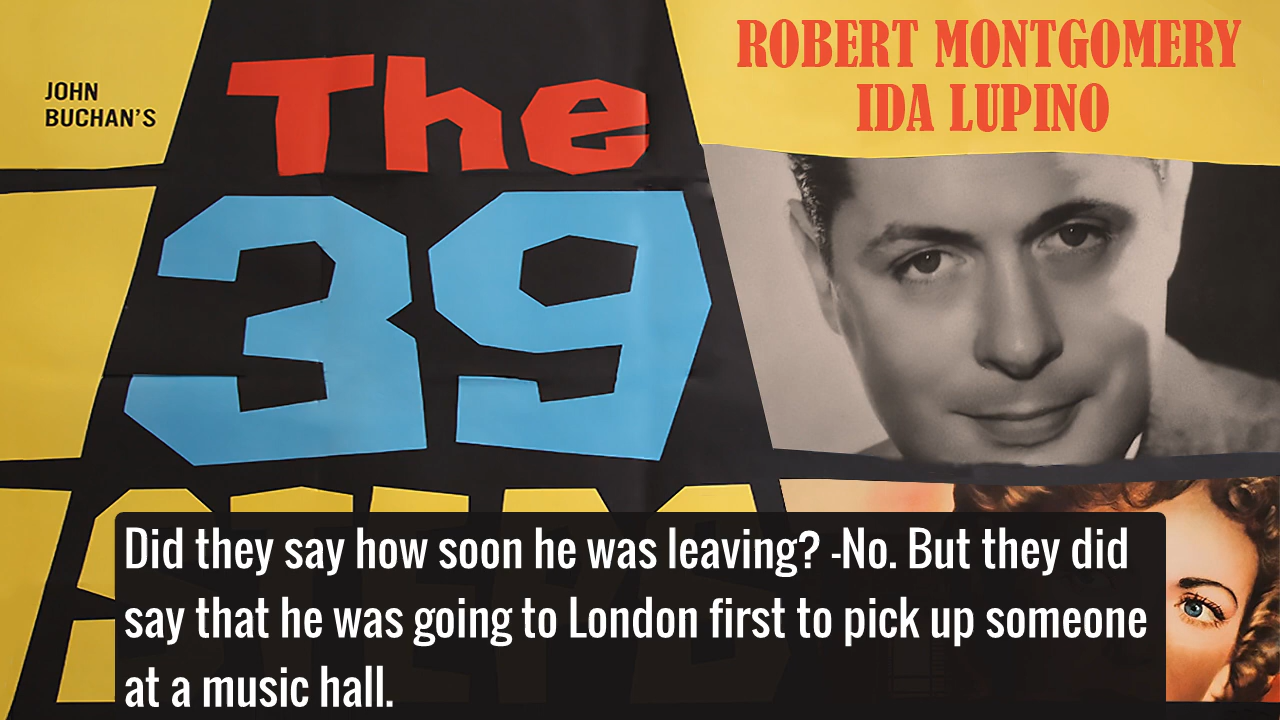 JOHN
BUCHAN'S
The
39
STEPS
ROBERT MONTGOMERY
IDA LUPINO
Did they say how soon he was leaving? -No. But they did
say that he was going to London first to pick up someone
at a music hall.